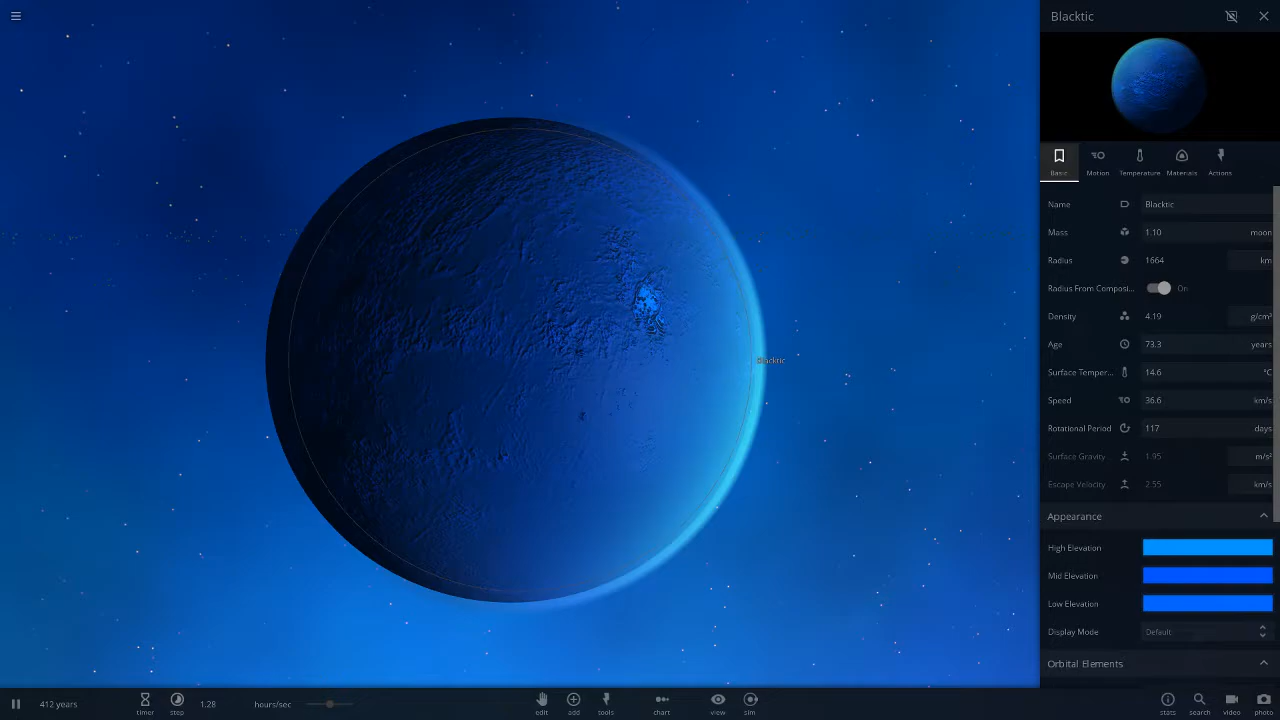 Blacktic
Basic Motion Temperature Materials Actions
Name Blacktic
Mass 1.10 moon
Radius 1664 km
Radius From Composi... On
Density 4.19 g/cm³
Age 73.3 years
Surface Temper... 14.6 °C
Speed 36.6 km/s
Rotational Period 117 days
Surface Gravity 1.95 m/s²
Escape Velocity 2.55 km/s
Appearance
High Elevation
Mid Elevation
Low Elevation
Display Mode Default
Orbital Elements
Blacktic
412 years timer step 1.28 hours/sec edit add tools chart view sim stats search video photo